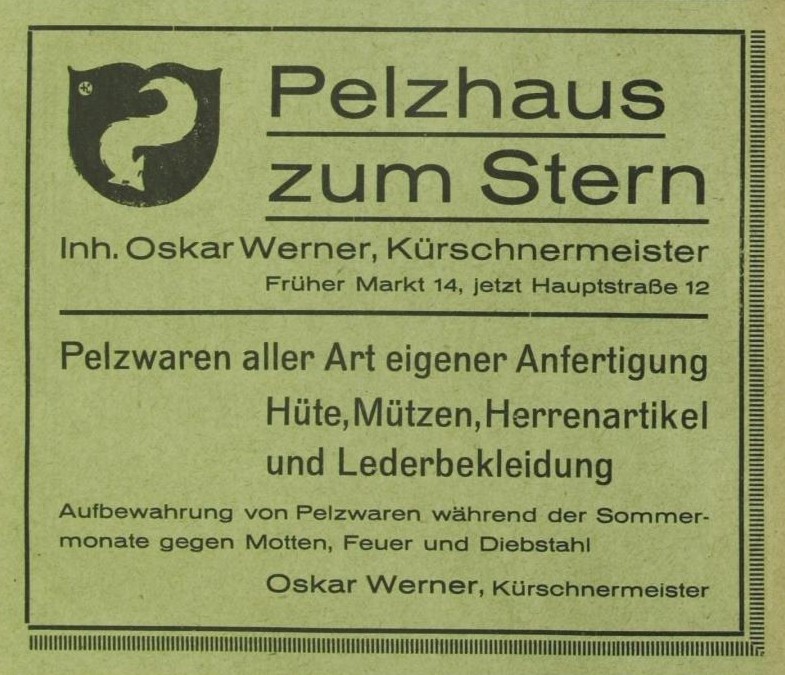 Pelzhaus
zum Stern
Inh. Oskar Werner, Kürschnermeister
Früher Markt 14, jetzt Hauptstraße 12
Pelzwaren aller Art eigener Anfertigung
Hüte, Mützen, Herrenartikel
und Lederbekleidung
Aufbewahrung von Pelzwaren während der Sommer-
monate gegen Motten, Feuer und Diebstahl
Oskar Werner, Kürschnermeister